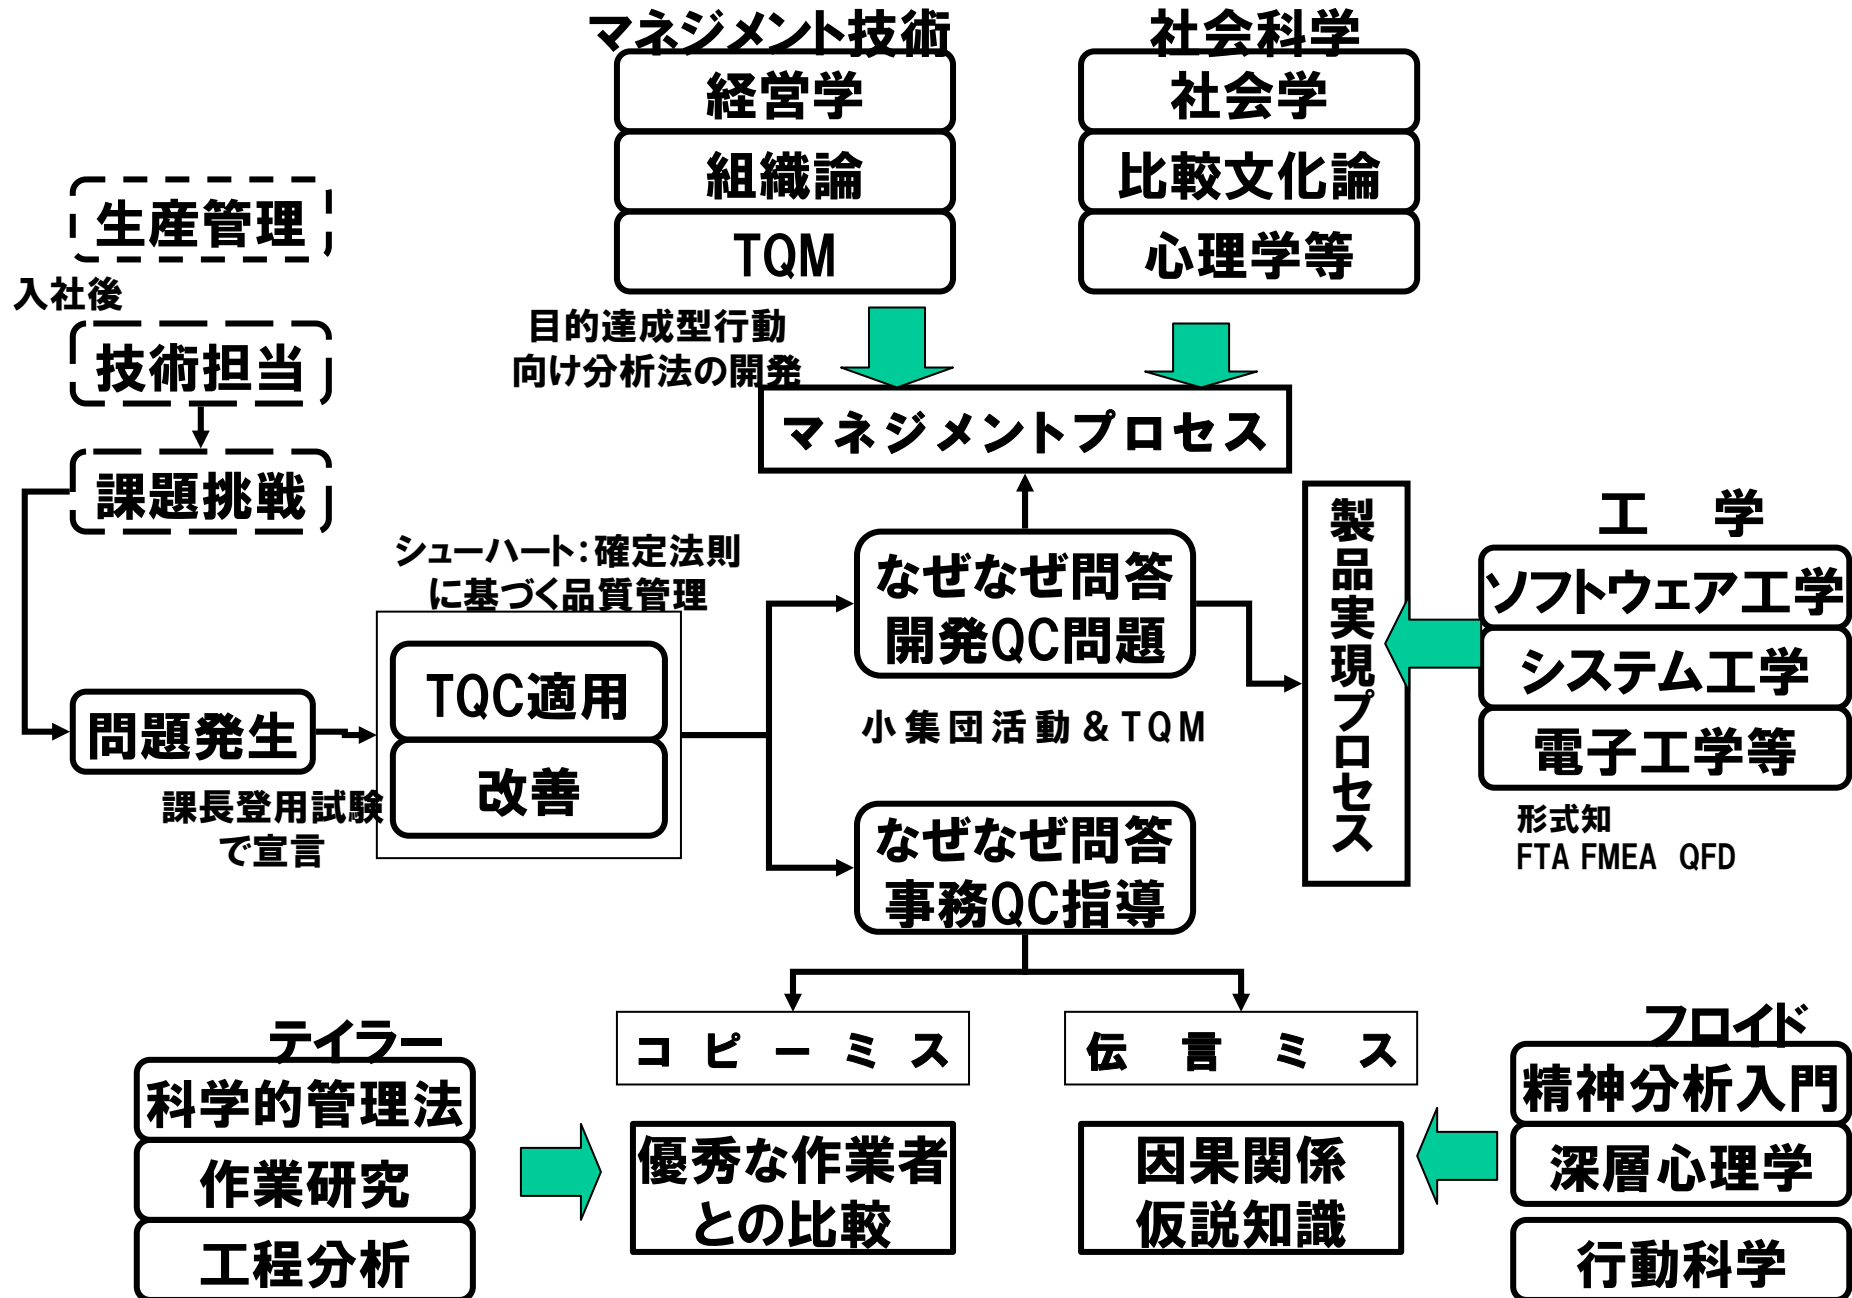 マネジメント技術
経営学
組織論
TQM
社会科学
社会学
比較文化論
心理学等
生産管理
入社後
技術担当
課題挑戦
目的達成型行動
向け分析法の開発
マネジメントプロセス
シューハート：確定法則
に基づく品質管理
TQC適用
改善
問題発生
課長登用試験
で宣言
なぜなぜ問答
開発QC問題
小集団活動＆TQM
なぜなぜ問答
事務QC指導
製品実現プロセス
工　学
ソフトウェア工学
システム工学
電子工学等
形式知
FTA FMEA　QFD
コピーミス
伝言ミス
テイラー
科学的管理法
作業研究
工程分析
優秀な作業者
との比較
因果関係
仮説知識
フロイド
精神分析入門
深層心理学
行動科学